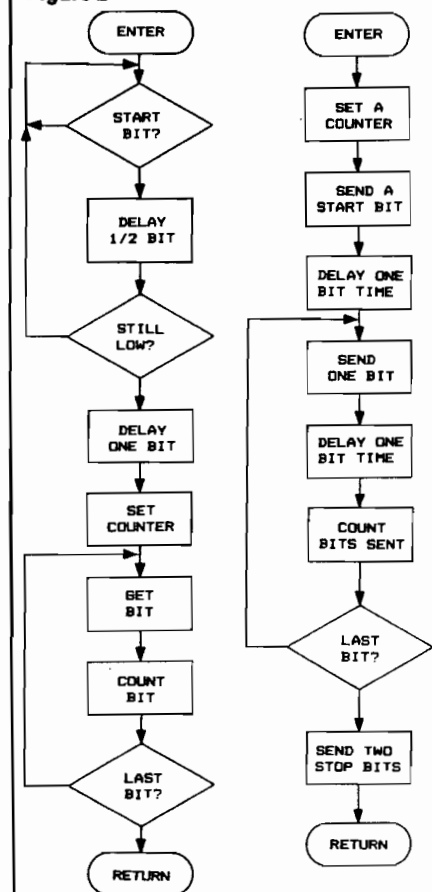 ENTER
START
BIT?
DELAY
1/2 BIT
STILL
LOW?
DELAY
ONE BIT
SET
COUNTER
GET
BIT
COUNT
BIT
LAST
BIT?
RETURN
ENTER
SET A
COUNTER
SEND A
START BIT
DELAY ONE
BIT TIME
SEND
ONE BIT
DELAY ONE
BIT TIME
COUNT
BITS SENT
LAST
BIT?
SEND TWO
STOP BITS
RETURN